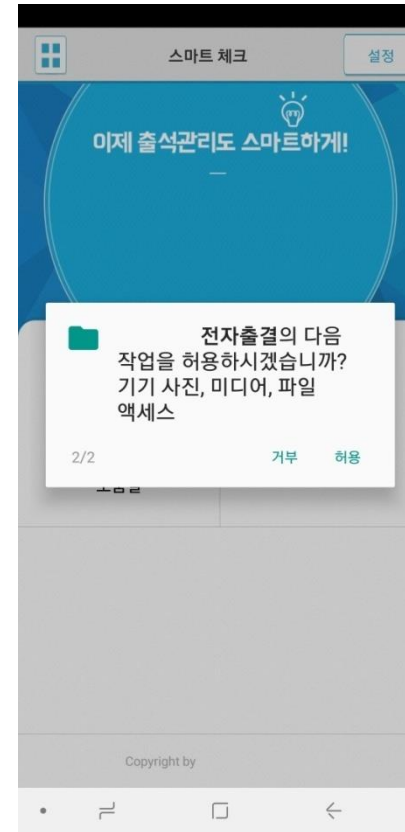 스마트 체크
설정
이제 출석관리도 스마트하게!
전자출결의 다음
작업을 허용하시겠습니까?
기기 사진, 미디어, 파일
액세스
2/2
거부
허용
Copyright by